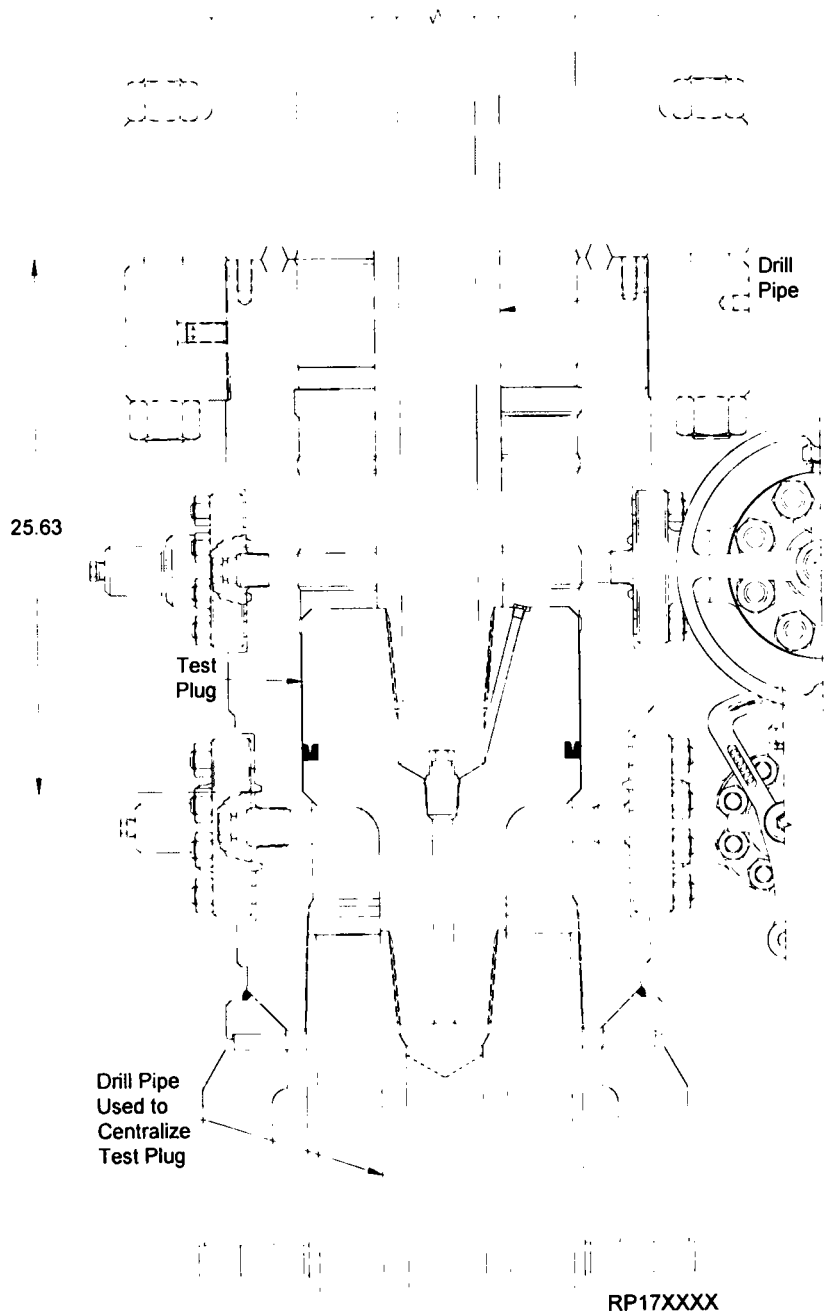 Drill
Pipe
25.63
Test
Plug
Drill Pipe
Used to
Centralize
Test Plug
RP17XXXX